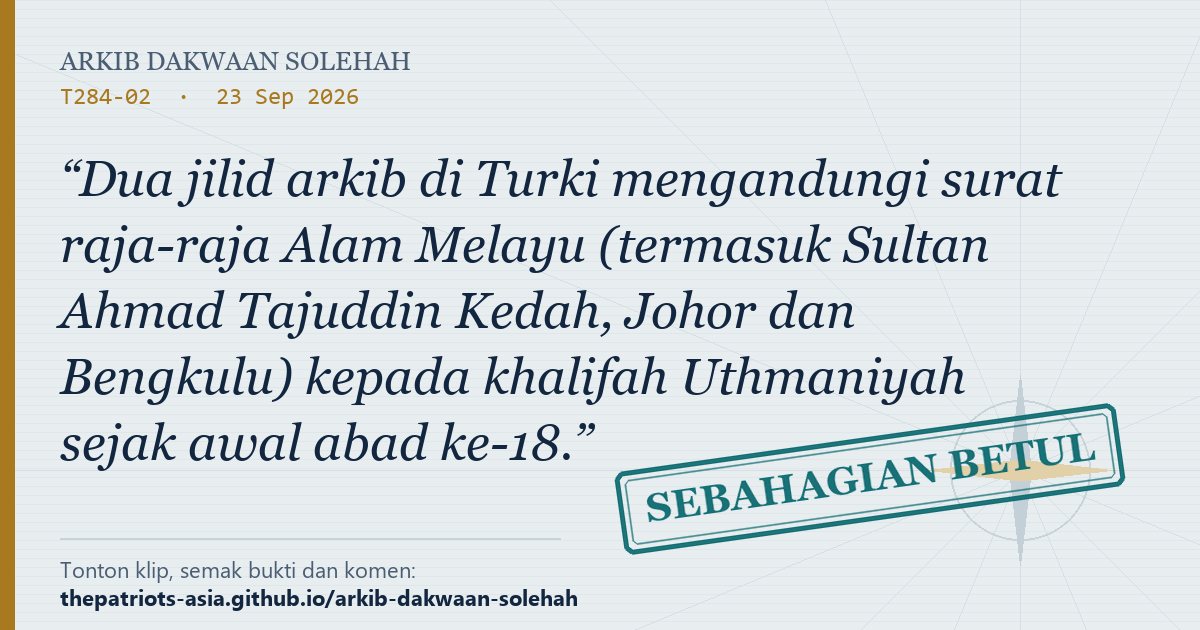 ARKIB DAKWAAN SOLEHAH
T284-02 · 23 Sep 2026
“Dua jilid arkib di Turki mengandungi surat
raja-raja Alam Melayu (termasuk Sultan
Ahmad Tajuddin Kedah, Johor dan
Bengkulu) kepada khalifah Uthmaniyah
sejak awal abad ke-18.”
SEBAHAGIAN BETUL
Tonton klip, semak bukti dan komen:
thepatriots-asia.github.io/arkib-dakwaan-solehah